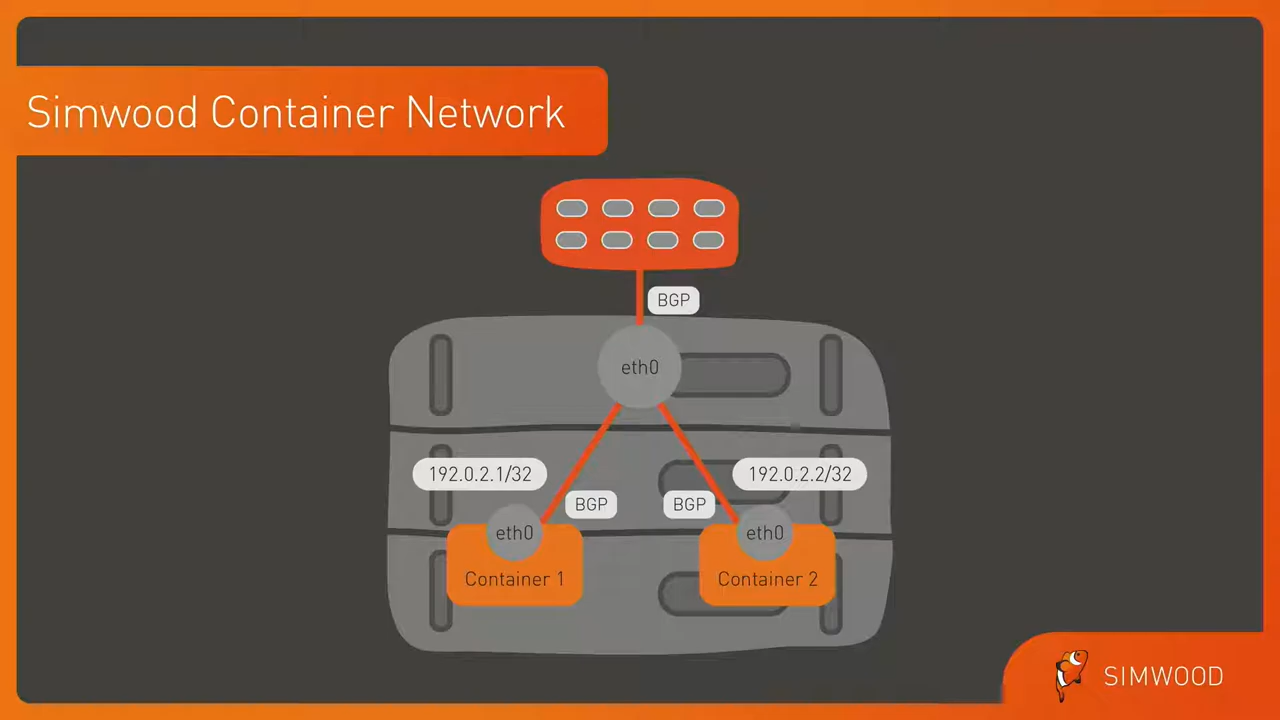 Simwood Container Network
BGP
eth0
192.0.2.1/32
192.0.2.2/32
BGP
BGP
eth0
eth0
Container 1
Container 2
SIMWOOD